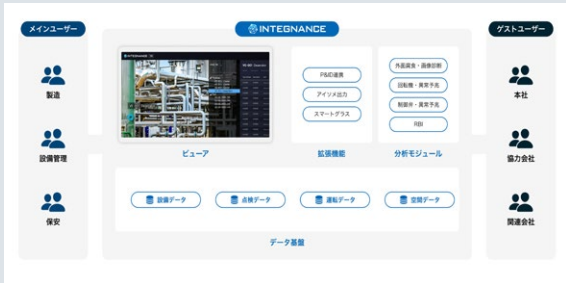 メインユーザー
INTEGNANCE
ゲストユーザー
製造
設備管理
保安
ビューア
P&ID連携
アイソメ出力
スマートグラス
拡張機能
外面腐食・画像診断
回転機・異常予兆
制御弁・異常予兆
RBI
分析モジュール
設備データ
点検データ
運転データ
空間データ
データ基盤
本社
協力会社
関連会社